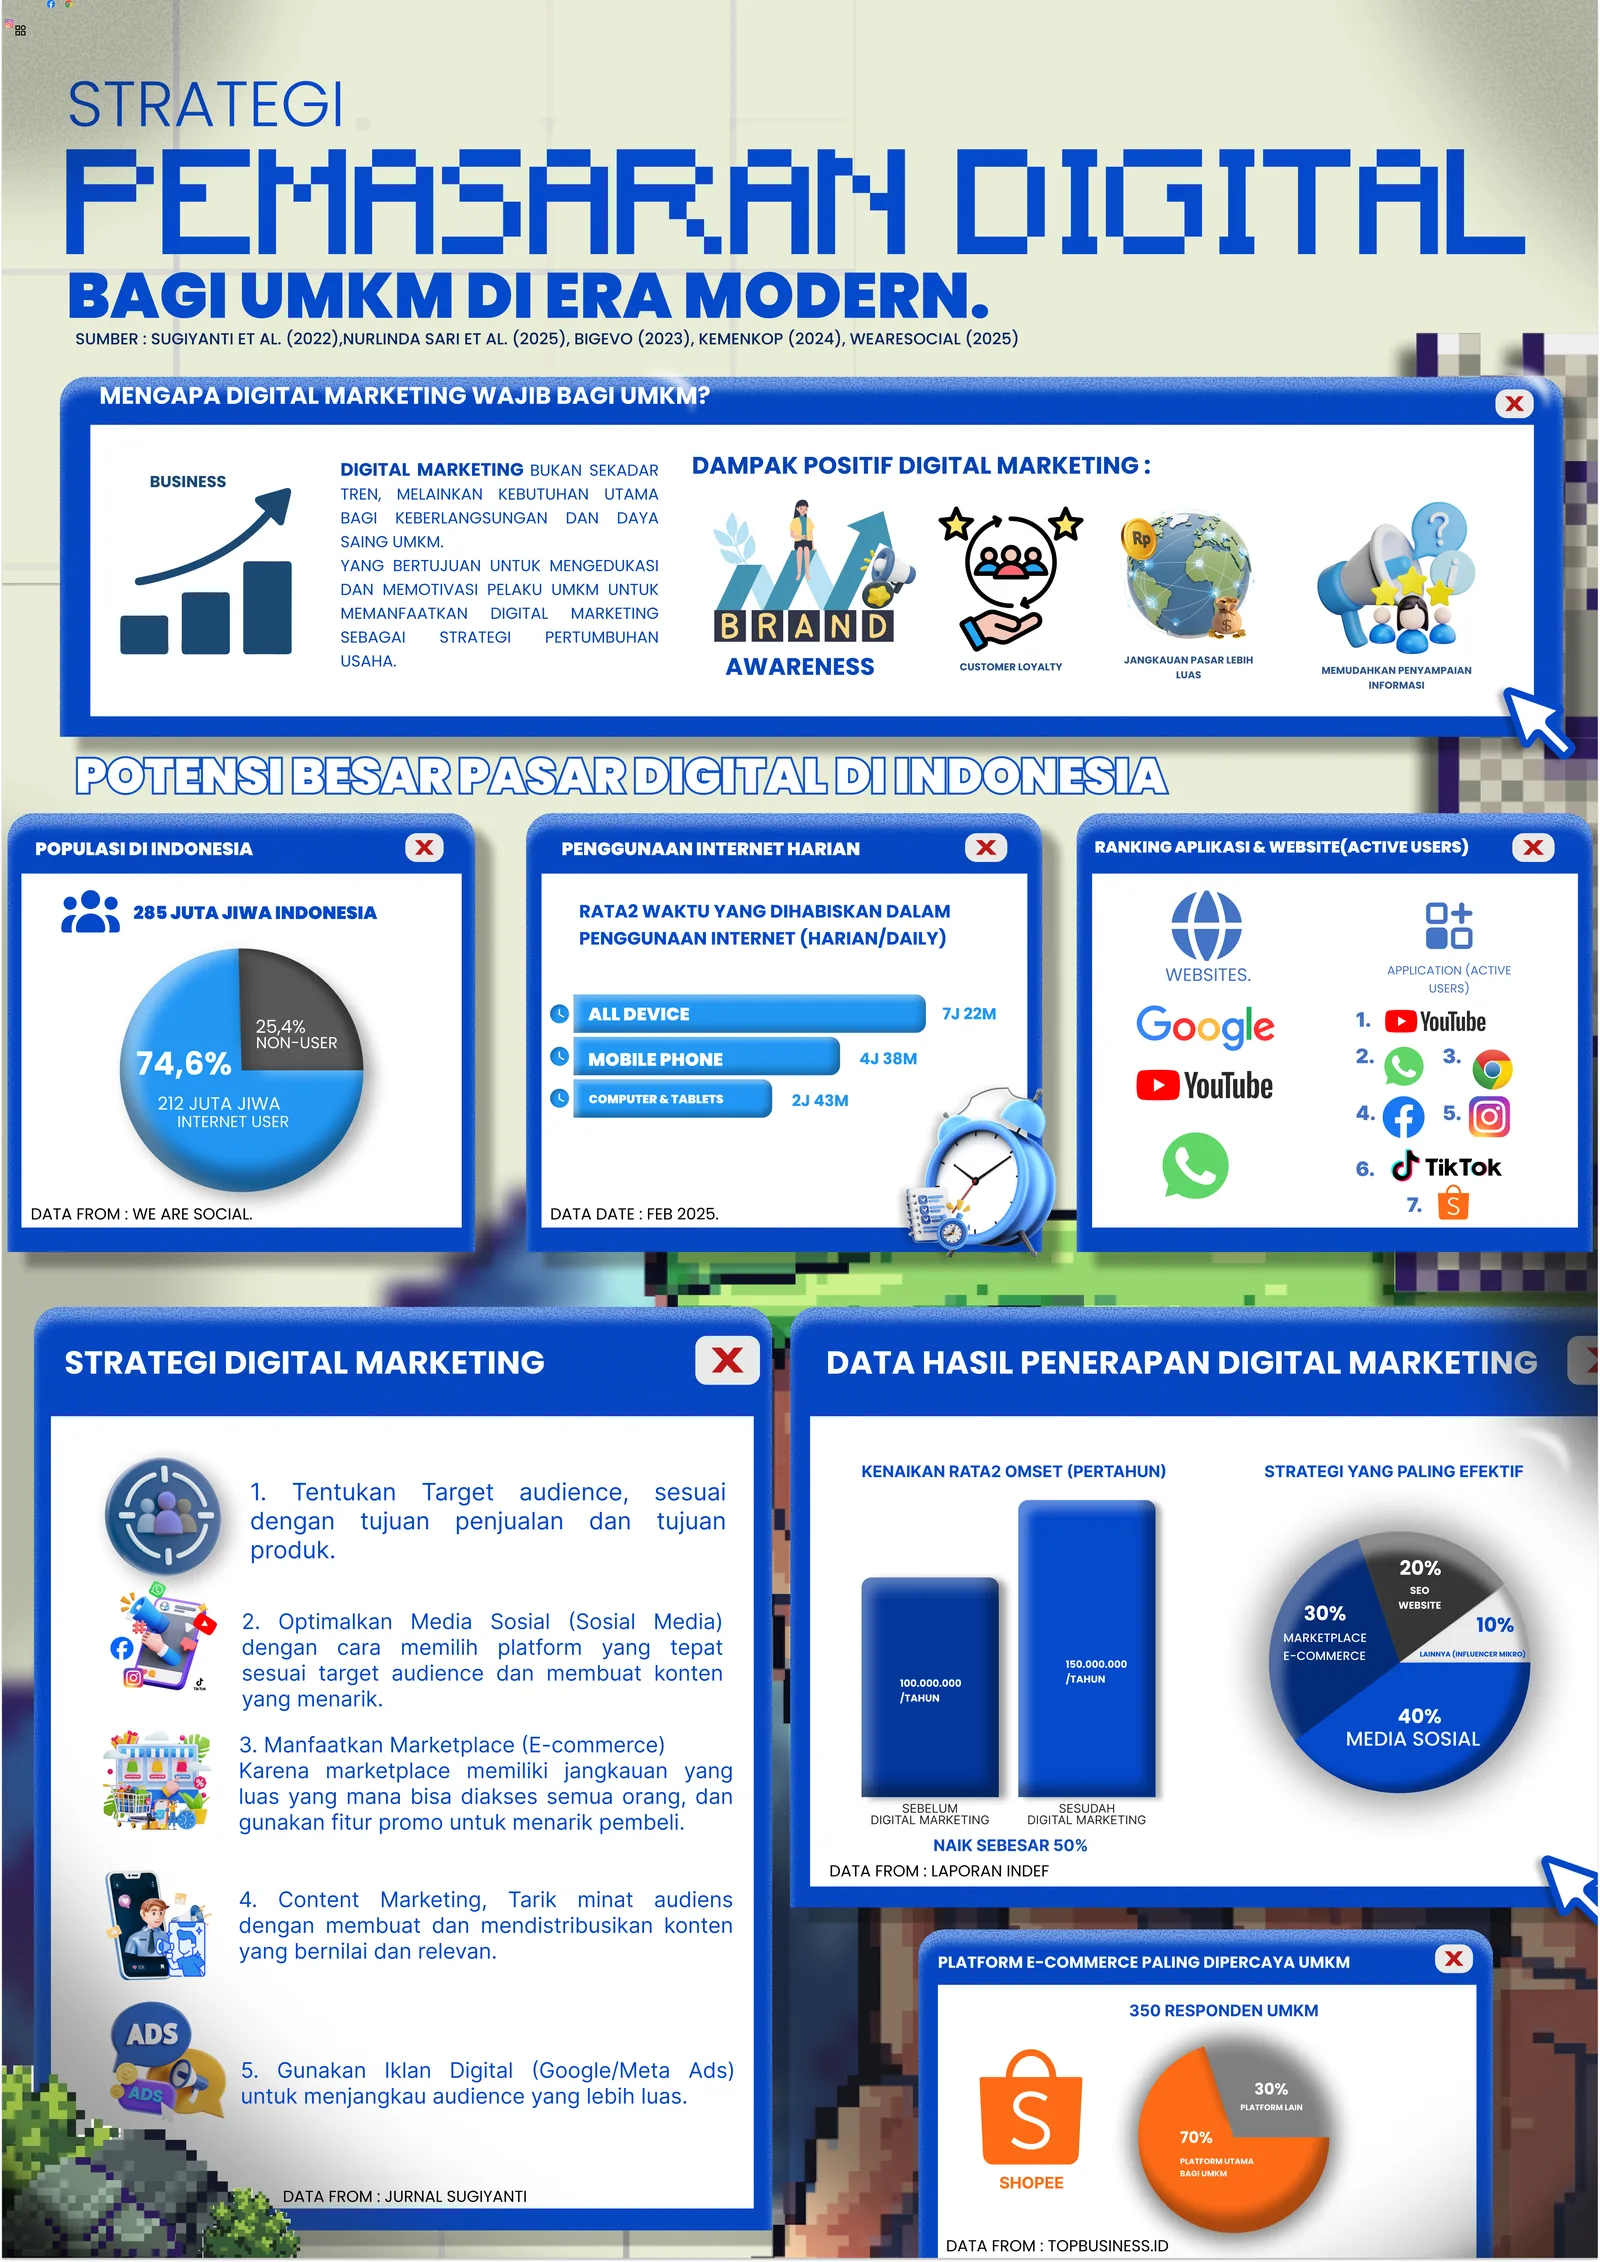 STRATEGI
PEMASARAN DIGITAL
BAGI UMKM DI ERA MODERN.
SUMBER : SUGIYANTI ET AL. (2022),NURLINDA SARI ET AL. (2025), BIGEVO (2023), KEMENKOP (2024), WEARESOCIAL (2025)
MENGAPA DIGITAL MARKETING WAJIB BAGI UMKM?
X
BUSINESS
DIGITAL MARKETING BUKAN SEKADAR
TREN, MELAINKAN KEBUTUHAN UTAMA
BAGI KEBERLANGSUNGAN DAN DAYA
SAING UMKM.
YANG BERTUJUAN UNTUK MENGEDUKASI
DAN MEMOTIVASI PELAKU UMKM UNTUK
MEMANFAATKAN DIGITAL MARKETING
SEBAGAI STRATEGI PERTUMBUHAN
USAHA.
DAMPAK POSITIF DIGITAL MARKETING :
BRAND
AWARENESS
CUSTOMER LOYALTY
Rp
$
JANGKAUAN PASAR LEBIH
LUAS
?
i
MEMUDAHKAN PENYAMPAIAN
INFORMASI
POTENSI BESAR PASAR DIGITAL DI INDONESIA
POPULASI DI INDONESIA
X
285 JUTA JIWA INDONESIA
25,4%
NON-USER
74,6%
212 JUTA JIWA
INTERNET USER
DATA FROM : WE ARE SOCIAL.
PENGGUNAAN INTERNET HARIAN
X
RATA2 WAKTU YANG DIHABISKAN DALAM
PENGGUNAAN INTERNET (HARIAN/DAILY)
ALL DEVICE 7J 22M
MOBILE PHONE 4J 38M
COMPUTER & TABLETS 2J 43M
DATA DATE : FEB 2025.
RANKING APLIKASI & WEBSITE(ACTIVE USERS)
X
WEBSITES.
Google
YouTube
APPLICATION (ACTIVE
USERS)
1. YouTube
2. 3.
4. 5.
6. TikTok
7. S
STRATEGI DIGITAL MARKETING
X
1. Tentukan Target audience, sesuai
dengan tujuan penjualan dan tujuan
produk.
TikTok
2. Optimalkan Media Sosial (Sosial Media)
dengan cara memilih platform yang tepat
sesuai target audience dan membuat konten
yang menarik.
%
3. Manfaatkan Marketplace (E-commerce)
Karena marketplace memiliki jangkauan yang
luas yang mana bisa diakses semua orang, dan
gunakan fitur promo untuk menarik pembeli.
4. Content Marketing, Tarik minat audiens
dengan membuat dan mendistribusikan konten
yang bernilai dan relevan.
ADS
ADS
5. Gunakan Iklan Digital (Google/Meta Ads)
untuk menjangkau audience yang lebih luas.
DATA FROM : JURNAL SUGIYANTI
DATA HASIL PENERAPAN DIGITAL MARKETING
X
KENAIKAN RATA2 OMSET (PERTAHUN)
100.000.000
/TAHUN
150.000.000
/TAHUN
SEBELUM
DIGITAL MARKETING
SESUDAH
DIGITAL MARKETING
NAIK SEBESAR 50%
DATA FROM : LAPORAN INDEF
STRATEGI YANG PALING EFEKTIF
20%
SEO
WEBSITE
30%
MARKETPLACE
E-COMMERCE
10%
LAINNYA (INFLUENCER MIKRO)
40%
MEDIA SOSIAL
PLATFORM E-COMMERCE PALING DIPERCAYA UMKM
X
350 RESPONDEN UMKM
S
SHOPEE
30%
PLATFORM LAIN
70%
PLATFORM UTAMA
BAGI UMKM
DATA FROM : TOPBUSINESS.ID